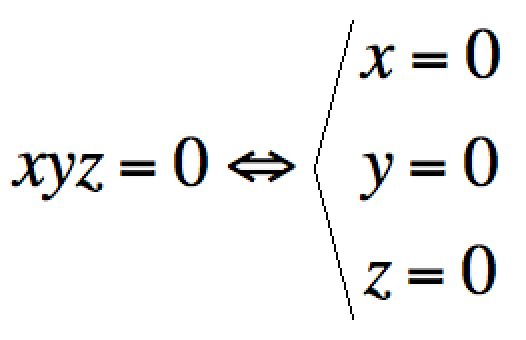 x = 0
xyz = 0 ⇔ ⟨ y = 0
z = 0